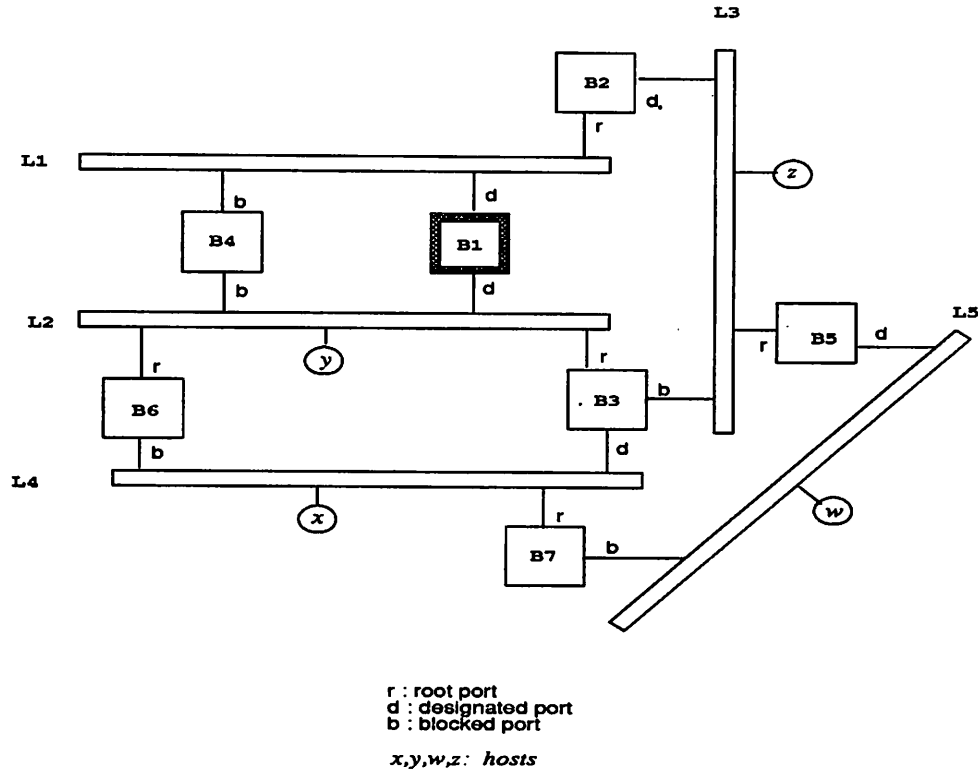 L3
B2
d.
r
L1
z
b
d
B4
B1
b
d
L2
L5
r
B5
d
y
r
r
B6
B3
b
b
d
L4
x
r
w
B7
b
r : root port
d : designated port
b : blocked port
x,y,w,z: hosts